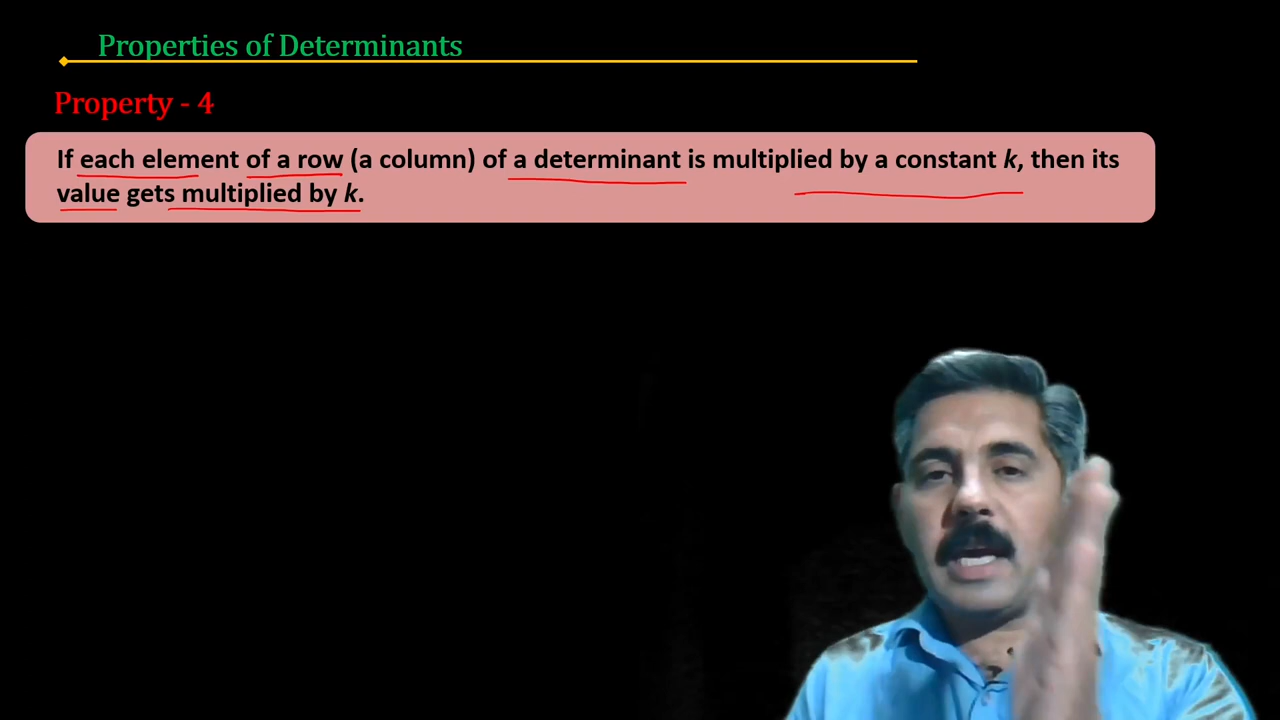 Properties of Determinants
Property - 4
If each element of a row (a column) of a determinant is multiplied by a constant k, then its
value gets multiplied by k.